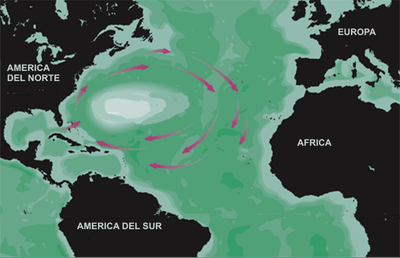 EUROPA
AMERICA
DEL NORTE
AFRICA
AMERICA DEL SUR